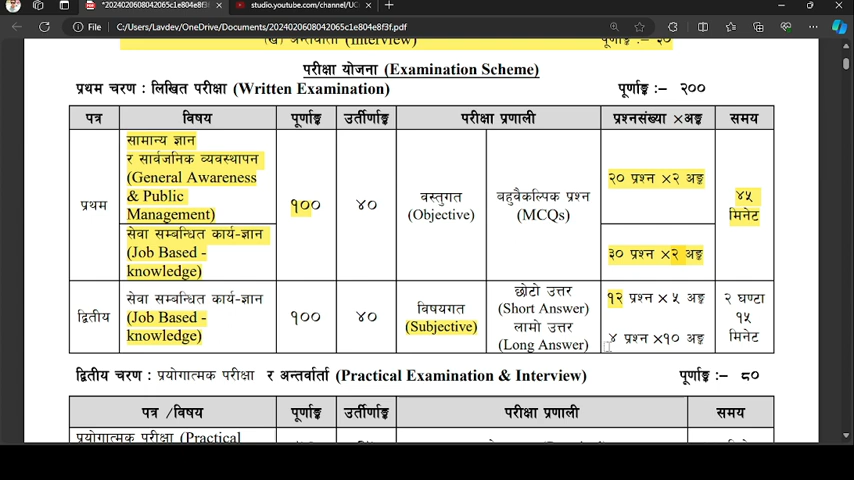 *2024020608041522e804e8f3.pdf
studio.youtube.com/channel/UC
File
C:/Users/Lavdev/OneDrive/Documents/2024020608041522e804e8f3.pdf
(ख) अन्तर्वार्ता (Interview) पूर्णाङ्क :- ३०
परीक्षा योजना (Examination Scheme)
प्रथम चरण : लिखित परीक्षा (Written Examination) पूर्णाङ्क :- २००
पत्र विषय पूर्णाङ्क उर्तीर्णाङ्क परीक्षा प्रणाली प्रश्नसंख्या ×अङ्क समय
प्रथम
सामान्य ज्ञान
र सार्वजनिक व्यवस्थापन
(General Awareness
& Public
Management)
सेवा सम्बन्धित कार्य-ज्ञान
(Job Based -
knowledge)
१००
४०
वस्तुगत
(Objective)
बहुवैकल्पिक प्रश्न
(MCQs)
२० प्रश्न ×२ अङ्क
३० प्रश्न ×२ अङ्क
४५
मिनेट
द्वितीय
सेवा सम्बन्धित कार्य-ज्ञान
(Job Based -
knowledge)
१००
४०
विषयगत
(Subjective)
छोटो उत्तर
(Short Answer)
लामो उत्तर
(Long Answer)
१२ प्रश्न × ५ अङ्क
४ प्रश्न ×१० अङ्क
२ घण्टा
१५
मिनेट
द्वितीय चरण : प्रयोगात्मक परीक्षा र अन्तर्वार्ता (Practical Examination & Interview) पूर्णाङ्क :- ८०
पत्र /विषय पूर्णाङ्क उर्तीर्णाङ्क परीक्षा प्रणाली समय
प्रयोगात्मक परीक्षा (Practical